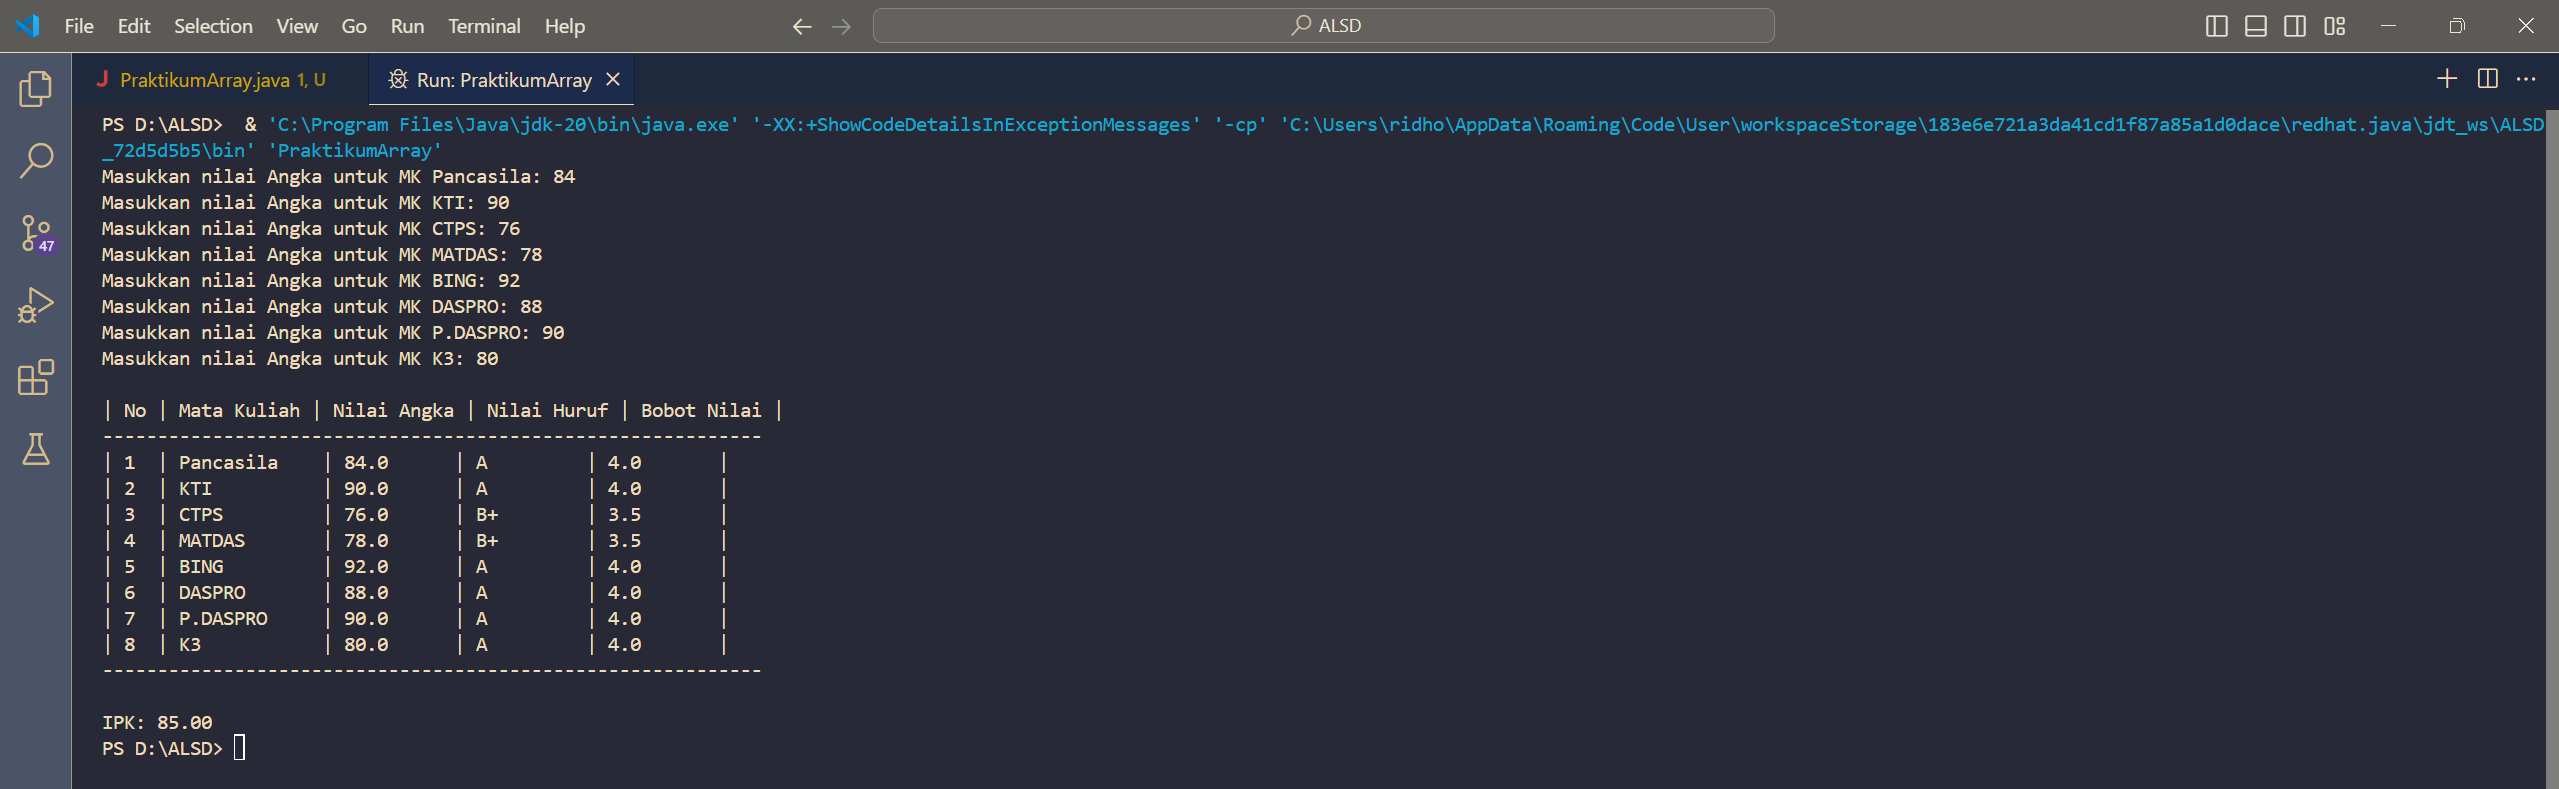 File Edit Selection View Go Run Terminal Help ALSD
PraktikumArray.java 1, U Run: PraktikumArray
PS D:\ALSD>  & 'C:\Program Files\Java\jdk-20\bin\java.exe' '-XX:+ShowCodeDetailsInExceptionMessages' '-cp' 'C:\Users\ridho\AppData\Roaming\Code\User\workspaceStorage\183e6e721a3da41cd1f87a85a1d0dace\redhat.java\jdt_ws\ALSD
_72d5d5b5\bin' 'PraktikumArray'
Masukkan nilai Angka untuk MK Pancasila: 84
Masukkan nilai Angka untuk MK KTI: 90
Masukkan nilai Angka untuk MK CTPS: 76
47
Masukkan nilai Angka untuk MK MATDAS: 78
Masukkan nilai Angka untuk MK BING: 92
Masukkan nilai Angka untuk MK DASPRO: 88
Masukkan nilai Angka untuk MK P.DASPRO: 90
Masukkan nilai Angka untuk MK K3: 80
| No | Mata Kuliah | Nilai Angka | Nilai Huruf | Bobot Nilai |
------------------------------------------------------------
| 1  | Pancasila    | 84.0      | A         | 4.0       |
| 2  | KTI          | 90.0      | A         | 4.0       |
| 3  | CTPS         | 76.0      | B+        | 3.5       |
| 4  | MATDAS       | 78.0      | B+        | 3.5       |
| 5  | BING         | 92.0      | A         | 4.0       |
| 6  | DASPRO       | 88.0      | A         | 4.0       |
| 7  | P.DASPRO     | 90.0      | A         | 4.0       |
| 8  | K3           | 80.0      | A         | 4.0       |
------------------------------------------------------------
IPK: 85.00
PS D:\ALSD>